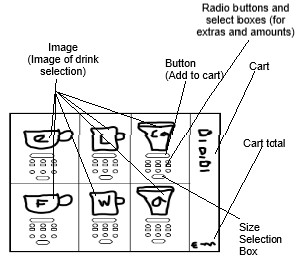 Radio buttons and
select boxes (for
extras and amounts)
Image
(Image of drink
selection)
Button
(Add to cart)
Cart
Cart total
L
C
F
W
Size
Selection
Box
€